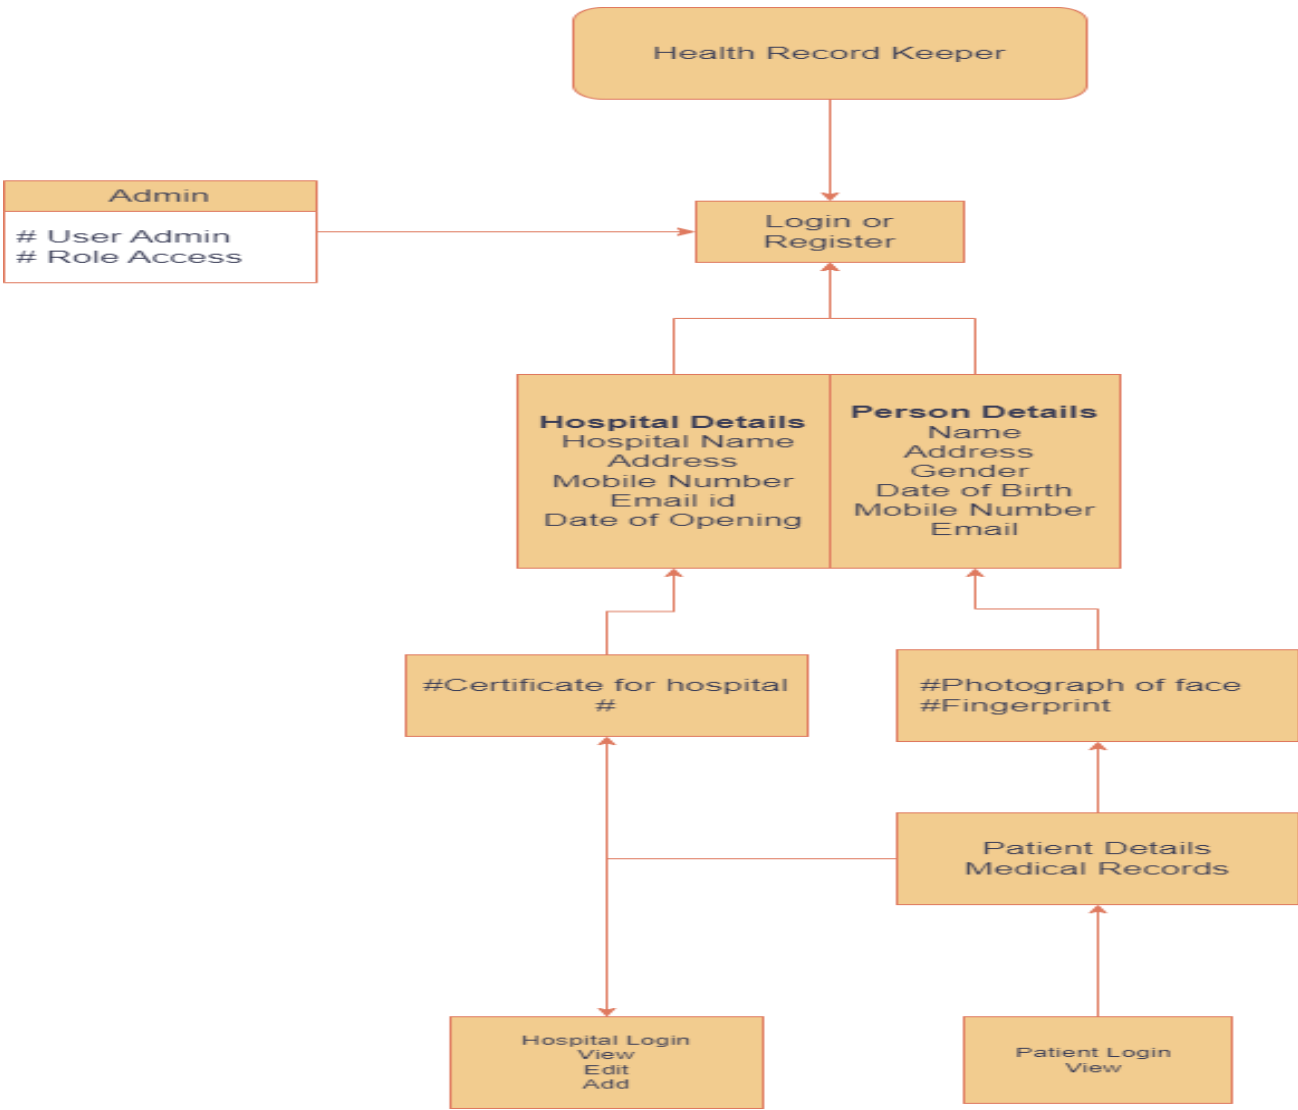 Health Record Keeper
Admin
# User Admin
# Role Access
Login or
Register
Hospital Details
Hospital Name
Address
Mobile Number
Email id
Date of Opening
Person Details
Name
Address
Gender
Date of Birth
Mobile Number
Email
#Certificate for hospital
#
#Photograph of face
#Fingerprint
Patient Details
Medical Records
Hospital Login
View
Edit
Add
Patient Login
View